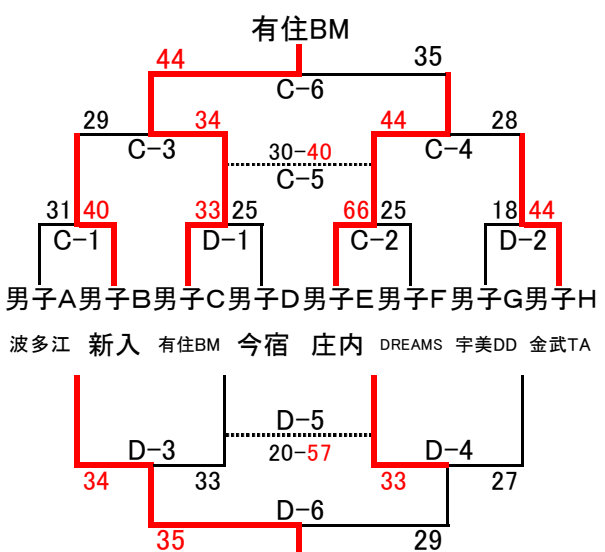 有住BM
44 35
C-6
29 34 44 28
C-3 30-40 C-4
C-5
31 40 33 25 66 25 18 44
C-1 D-1 C-2 D-2
男子A 男子B 男子C 男子D 男子E 男子F 男子G 男子H
波多江 新入 有住BM 今宿 庄内 DREAMS 宇美DD 金武TA
D-5
D-3 20-57 D-4
34 33 33 27
D-6
35 29